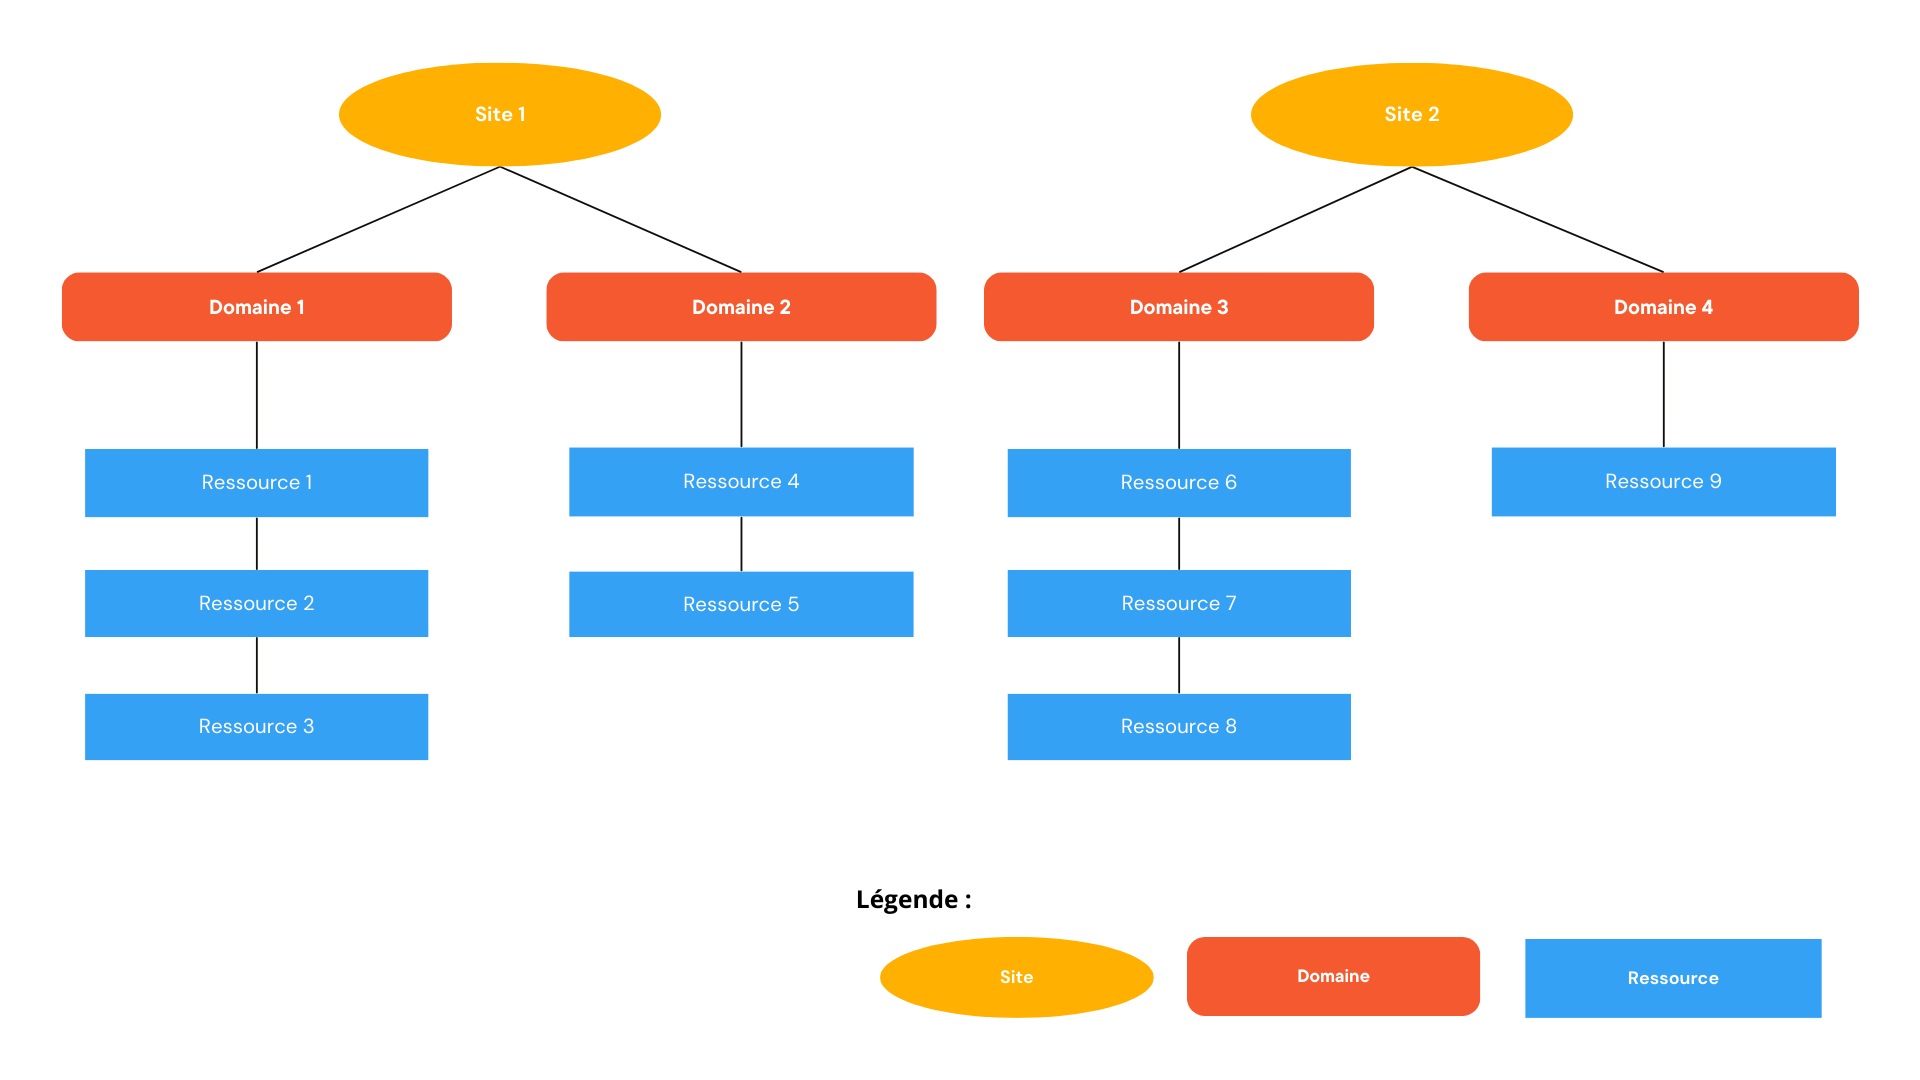 Site 1
Site 2
Domaine 1
Domaine 2
Domaine 3
Domaine 4
Ressource 1
Ressource 4
Ressource 6
Ressource 9
Ressource 2
Ressource 5
Ressource 7
Ressource 3
Ressource 8
Légende :
Site
Domaine
Ressource